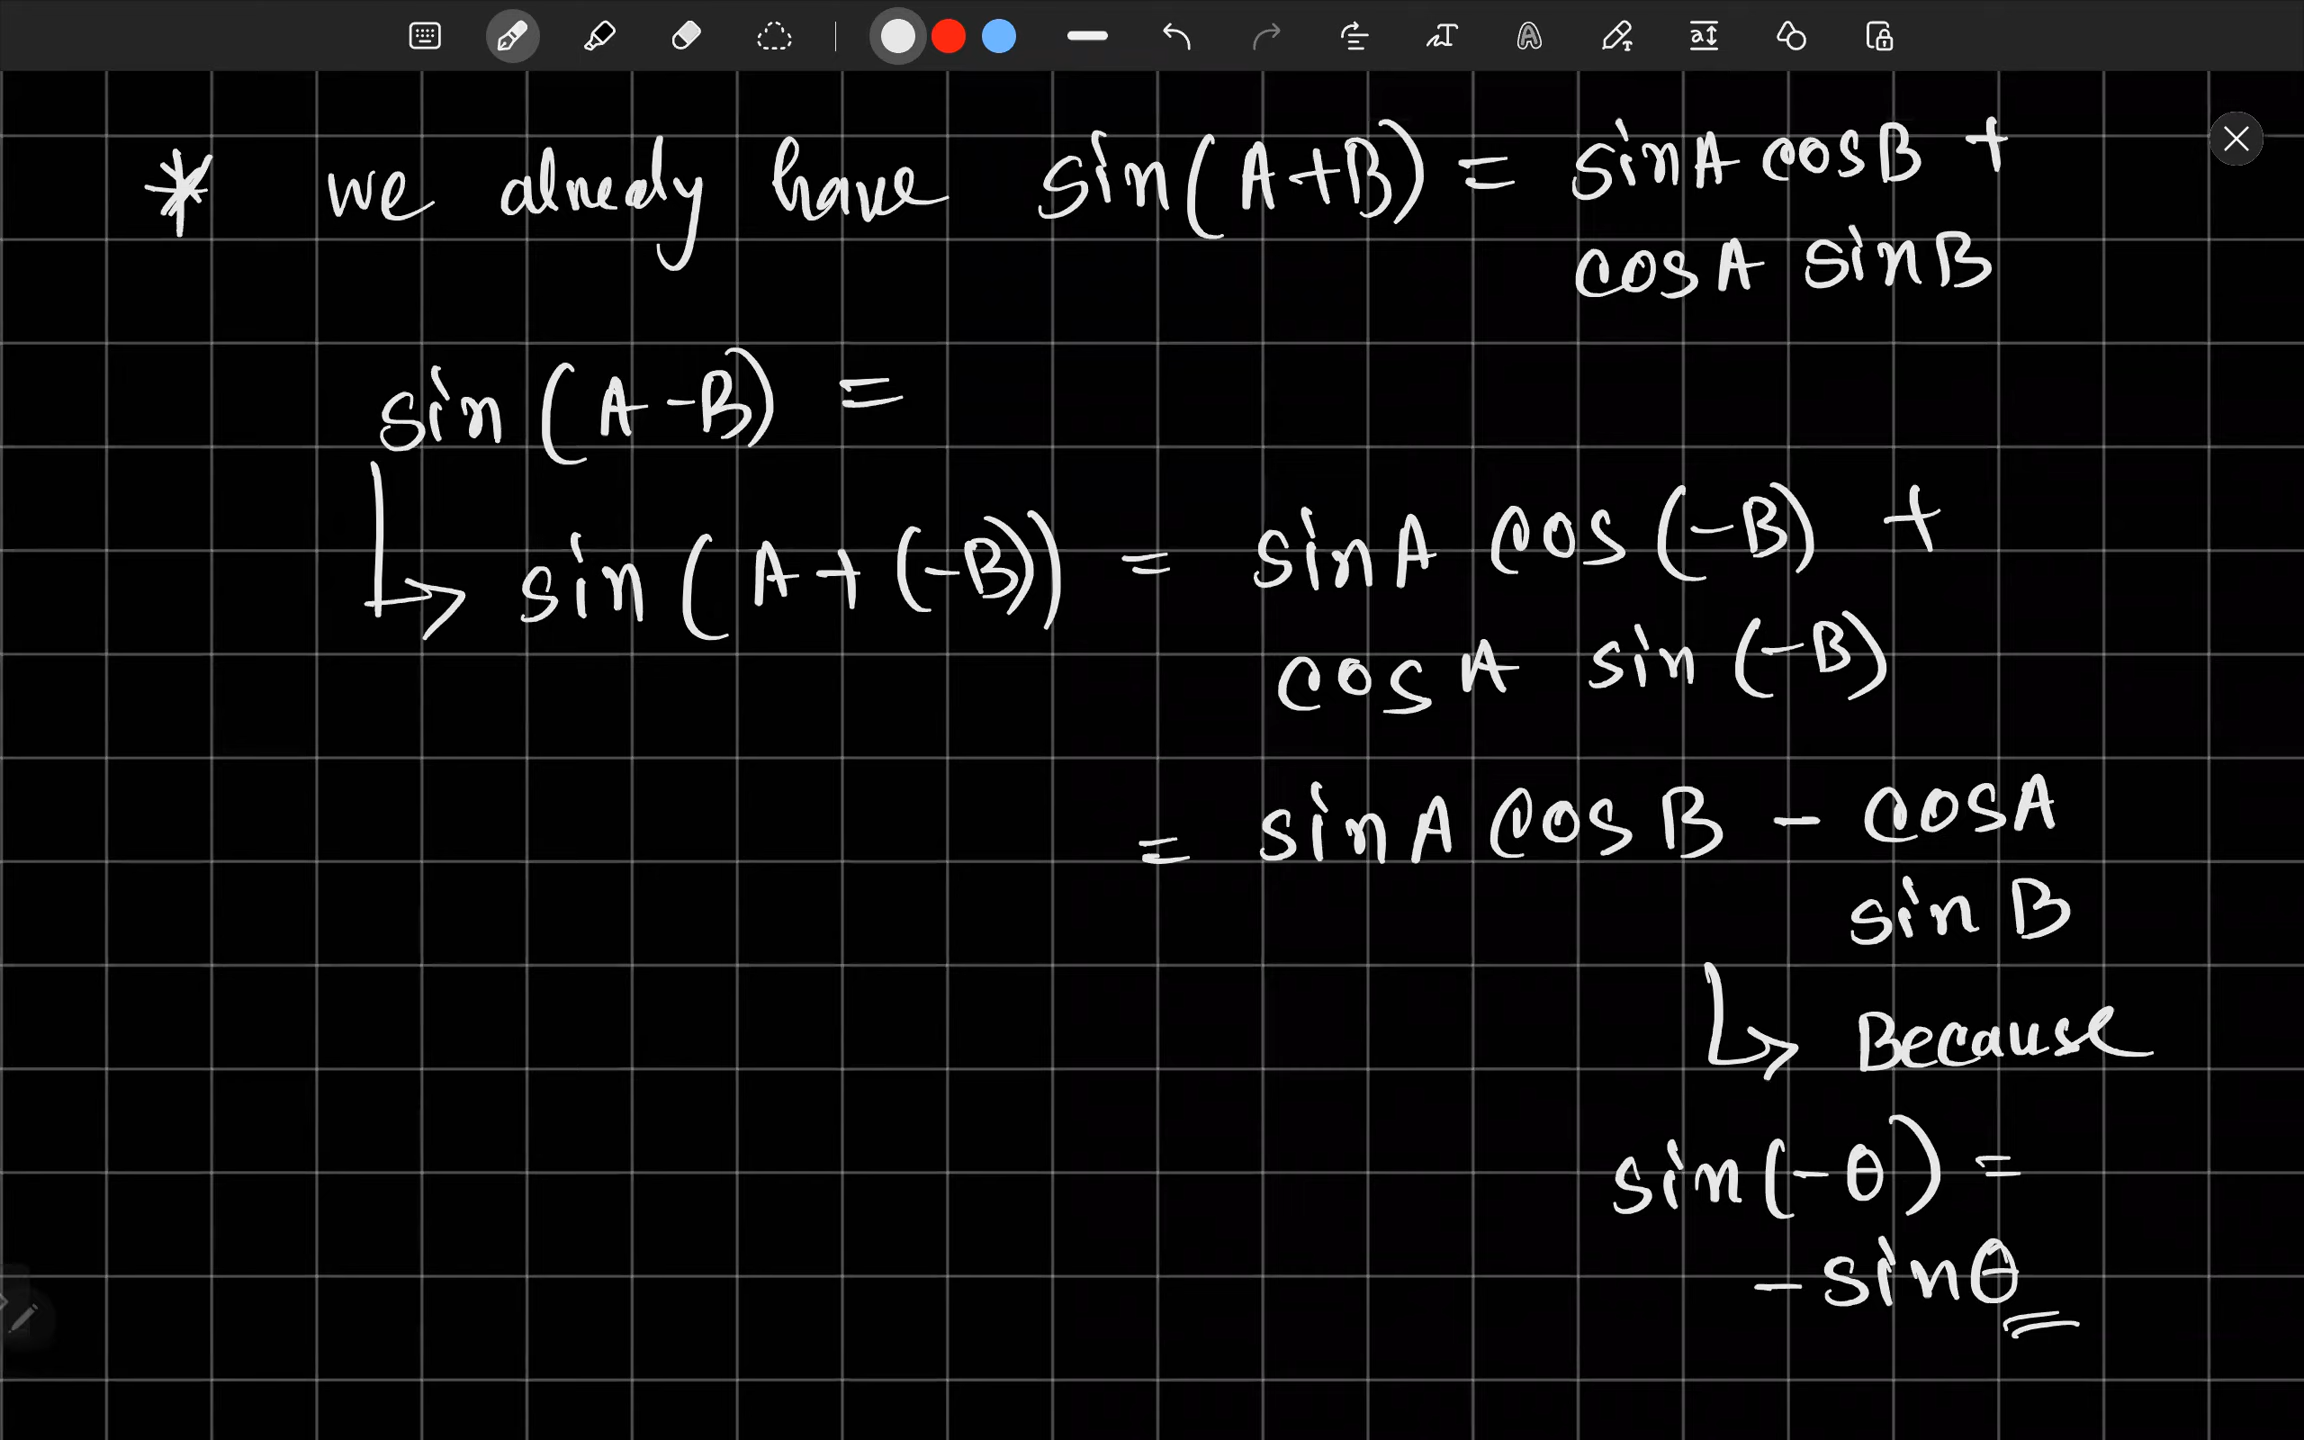 * we already have sin(A+B) = sinA cosB +
cosA sinB
sin (A-B) =
sin (A+(-B)) = sinA cos (-B) +
cosA sin (-B)
= sinA cosB - cosA
sin B
Because
sin(-θ) =
- sinθ